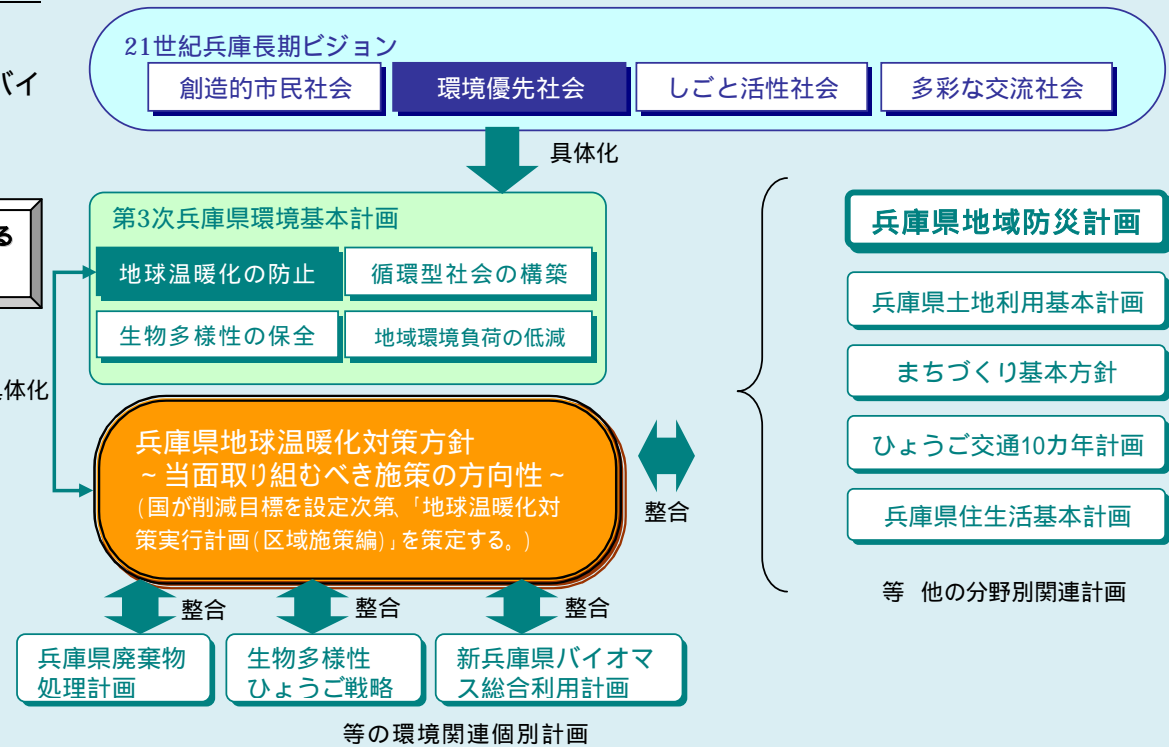 バイ
21世紀兵庫長期ビジョン
創造的市民社会
環境優先社会
しごと活性社会
多彩な交流社会
具体化
る
第3次兵庫県環境基本計画
地球温暖化の防止
循環型社会の構築
生物多様性の保全
地域環境負荷の低減
具体化
兵庫県地球温暖化対策方針
~当面取り組むべき施策の方向性~
(国が削減目標を設定次第、「地球温暖化対
策実行計画(区域施策編)」を策定する。)
整合
兵庫県地域防災計画
兵庫県土地利用基本計画
まちづくり基本方針
ひょうご交通10カ年計画
兵庫県住生活基本計画
等 他の分野別関連計画
整合
整合
整合
兵庫県廃棄物
処理計画
生物多様性
ひょうご戦略
新兵庫県バイオマ
ス総合利用計画
等の環境関連個別計画